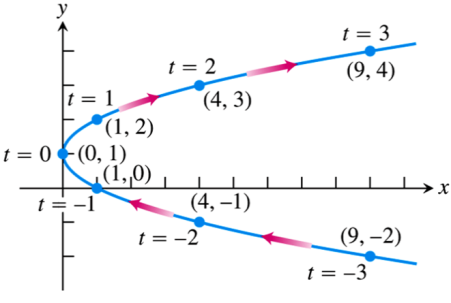 y
t = 3
(9, 4)
t = 2
(4, 3)
t = 1
(1, 2)
t = 0
(0, 1)
(1, 0)
x
t = –1
(4, –1)
t = –2
(9, –2)
t = –3